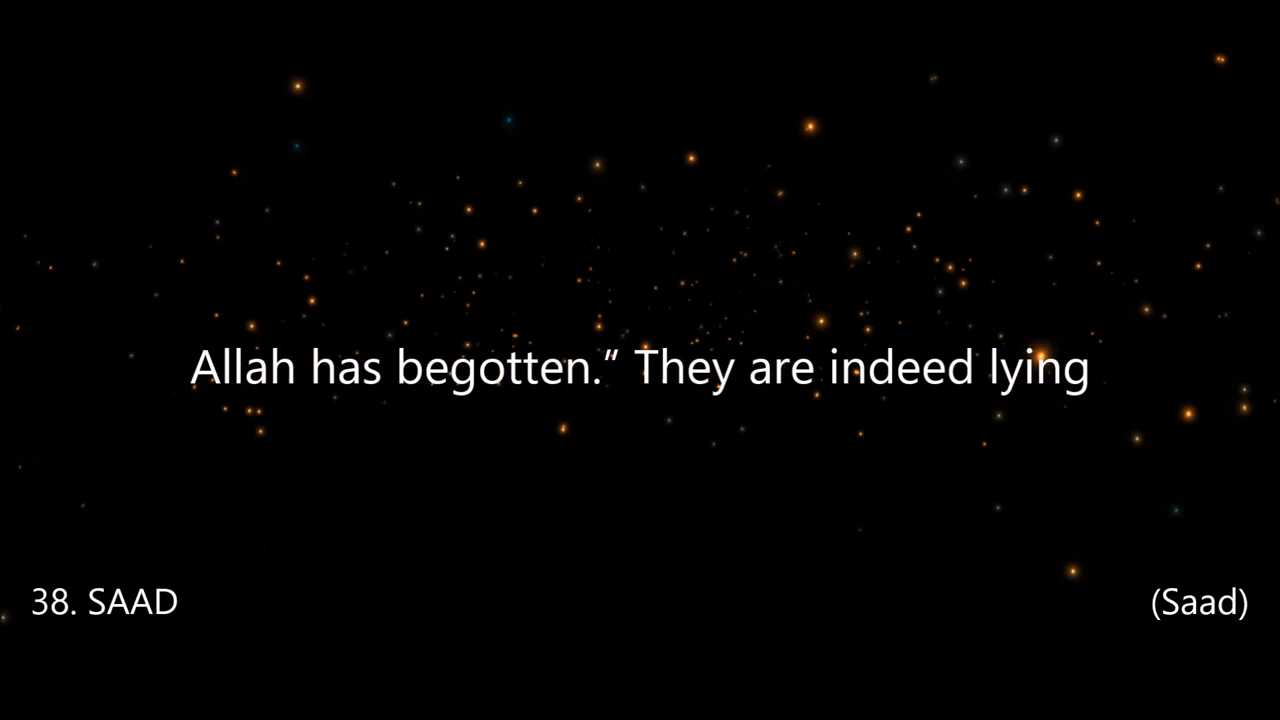 Allah has begotten.” They are indeed lying
38. SAAD
(Saad)